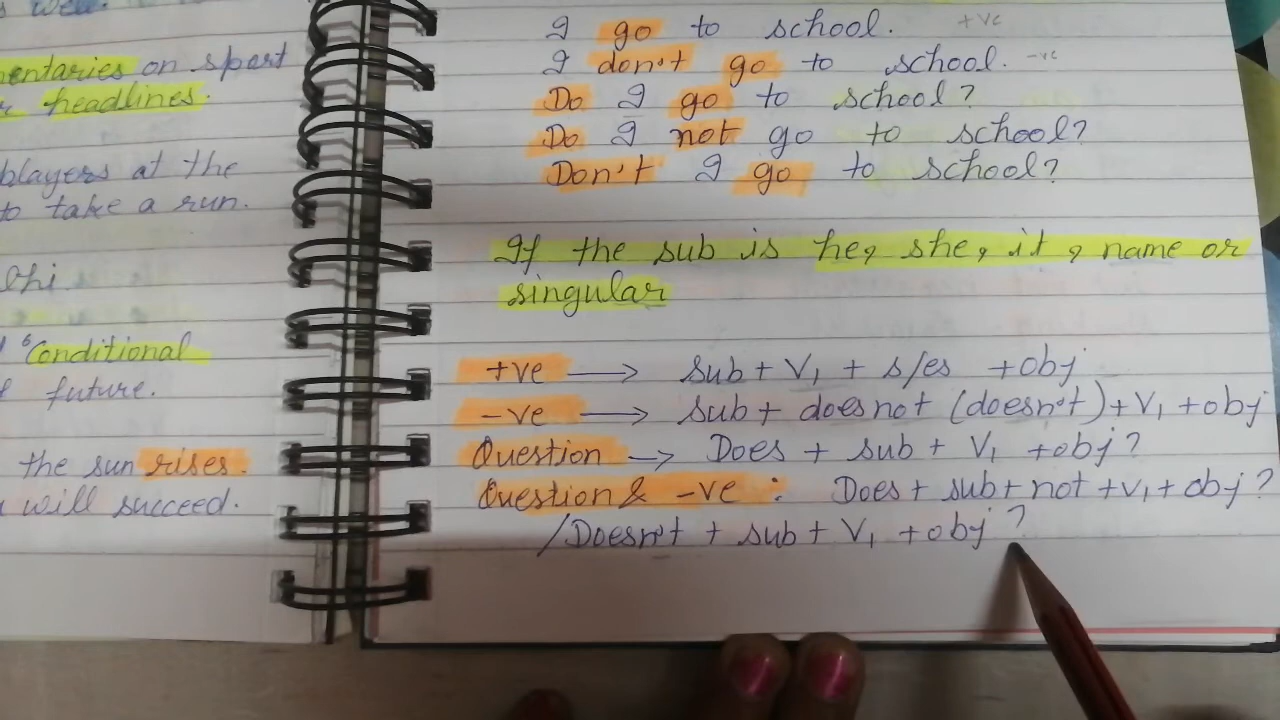 well.
entaries on sport
headlines.
players at the
to take a run.
lhi
"Conditional
future.
the sun rises.
will succeed.
I go to school. +ve
I don't go to school. -ve
Do I go to school?
Do I not go to school?
Don't I go to school?
If the sub is he, she, it, name or
singular
+ve → sub + V₁ + s/es + obj
-ve → sub + does not (doesn't) + V₁ + obj
Question → Does + sub + V₁ + obj?
Question & -ve : Does + sub + not + V₁ + obj?
/Doesn't + sub + V₁ + obj?